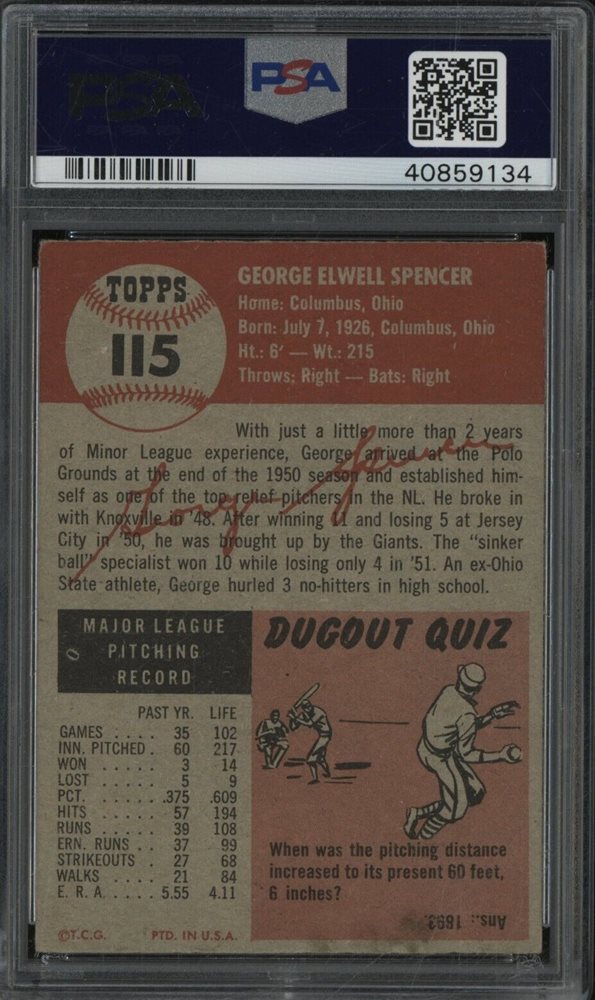 PSA
PSA
40859134
TOPPS
115
GEORGE ELWELL SPENCER
Home: Columbus, Ohio
Born: July 7, 1926, Columbus, Ohio
Ht.: 6' — Wt.: 215
Throws: Right — Bats: Right
With just a little more than 2 years
of Minor League experience, George arrived at the Polo
Grounds at the end of the 1950 season and established him-
self as one of the top relief pitchers in the NL. He broke in
with Knoxville in '48. After winning 11 and losing 5 at Jersey
City in '50, he was brought up by the Giants. The "sinker
ball" specialist won 10 while losing only 4 in '51. An ex-Ohio
State athlete, George hurled 3 no-hitters in high school.
George Spencer
MAJOR LEAGUE
PITCHING
RECORD
PAST YR. LIFE
GAMES .... 35 102
INN. PITCHED . 60 217
WON ..... 3 14
LOST ..... 5 9
PCT. ..... .375 .609
HITS ..... 57 194
RUNS ..... 39 108
ERN. RUNS .. 37 99
STRIKEOUTS . 27 68
WALKS .... 21 84
E. R. A. .... 5.55 4.11
©T.C.G. PTD. IN U.S.A.
DUGOUT QUIZ
When was the pitching distance
increased to its present 60 feet,
6 inches?
Ans.: 1893.